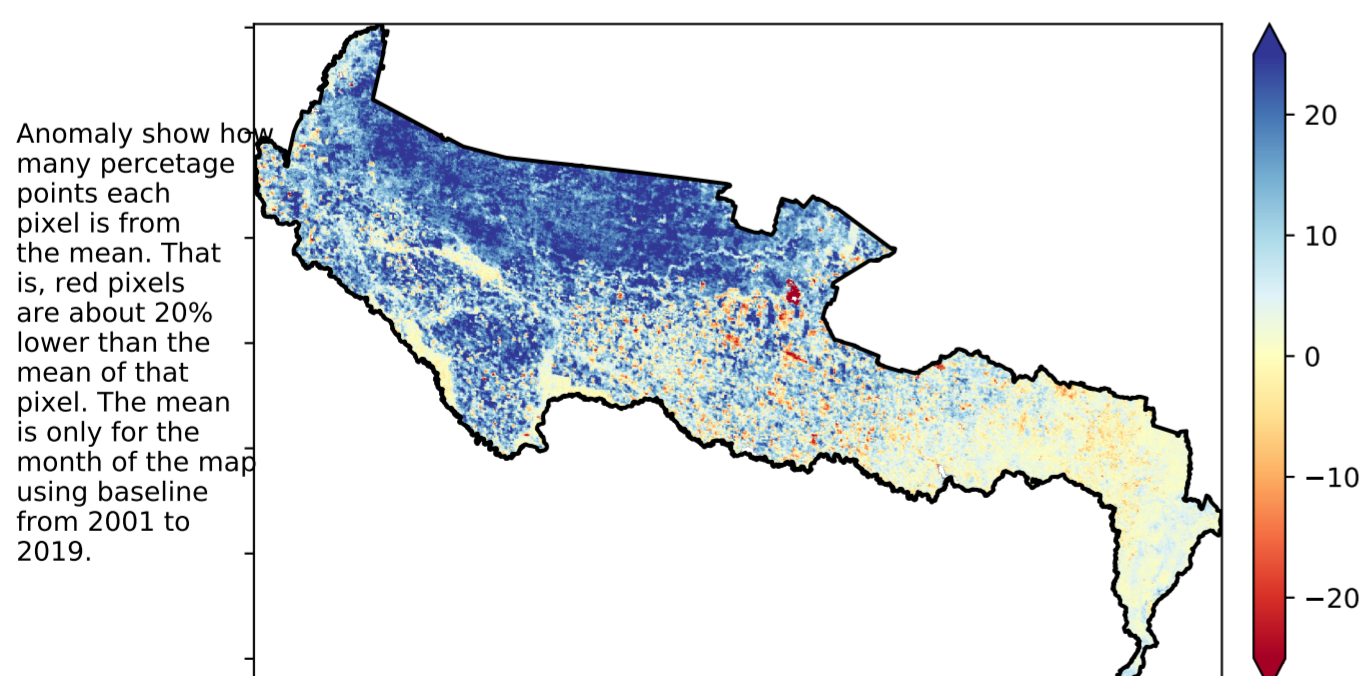 Anomaly show how
many percetage
points each
pixel is from
the mean. That
is, red pixels
are about 20%
lower than the
mean of that
pixel. The mean
is only for the
month of the map
using baseline
from 2001 to
2019.
20
10
0
−10
−20